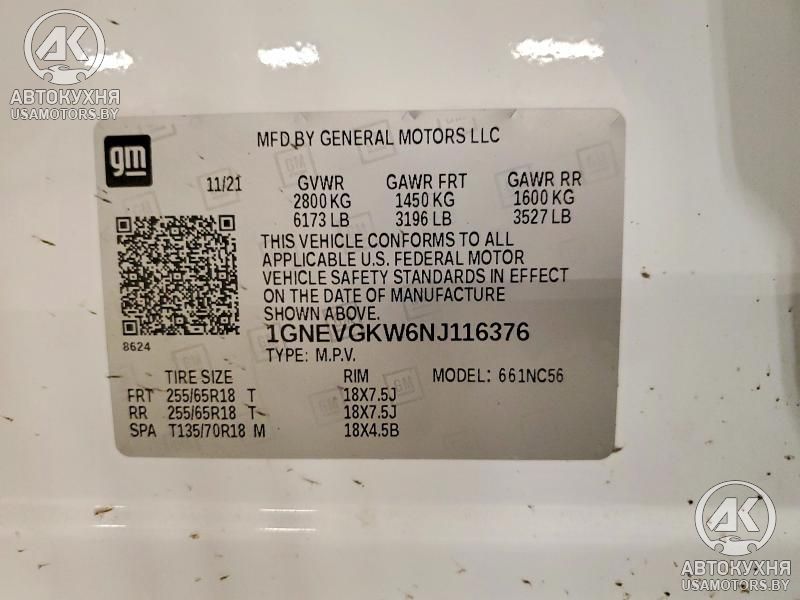 АК
АВТОКУХНЯ
USAMOTORS.BY
gm
MFD BY GENERAL MOTORS LLC
11/21 GVWR GAWR FRT GAWR RR
2800 KG 1450 KG 1600 KG
6173 LB 3196 LB 3527 LB
THIS VEHICLE CONFORMS TO ALL
APPLICABLE U.S. FEDERAL MOTOR
VEHICLE SAFETY STANDARDS IN EFFECT
ON THE DATE OF MANUFACTURE
SHOWN ABOVE.
8624
1GNEVGKW6NJ116376
TYPE: M.P.V.
TIRE SIZE RIM MODEL: 661NC56
FRT 255/65R18 T 18X7.5J
RR 255/65R18 T 18X7.5J
SPA T135/70R18 M 18X4.5B
АК
АВТОКУХНЯ
USAMOTORS.BY